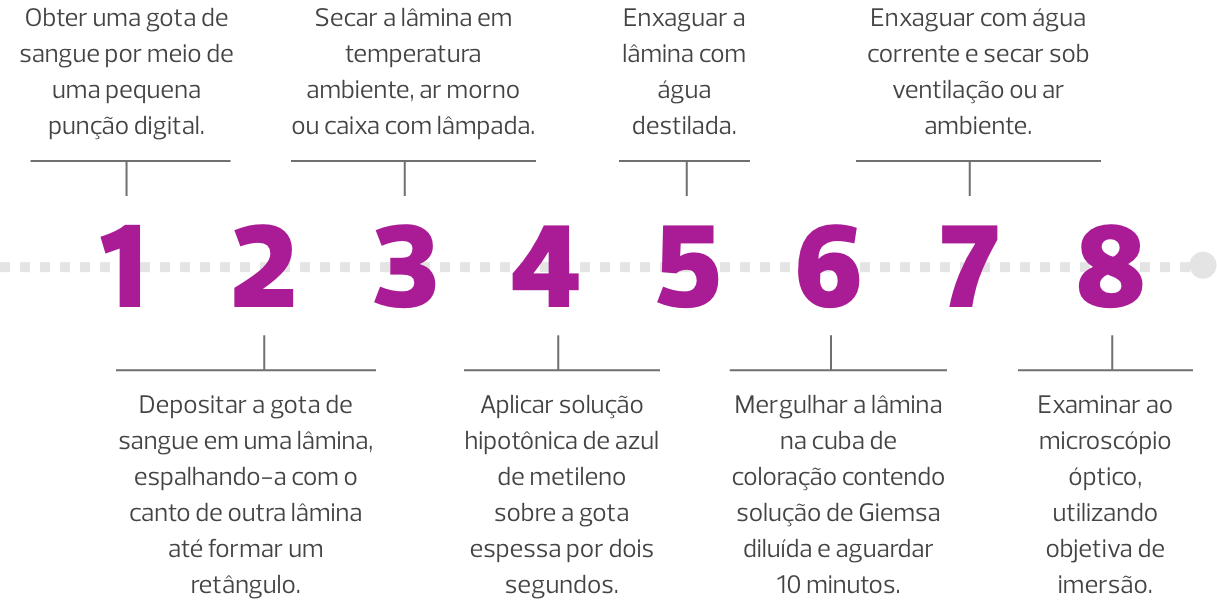 Obter uma gota de
sangue por meio de
uma pequena
punção digital.
Secar a lâmina em
temperatura
ambiente, ar morno
ou caixa com lâmpada.
Enxaguar a
lâmina com
água
destilada.
Enxaguar com água
corrente e secar sob
ventilação ou ar
ambiente.
1 2 3 4 5 6 7 8
Depositar a gota de
sangue em uma lâmina,
espalhando-a com o
canto de outra lâmina
até formar um
retângulo.
Aplicar solução
hipotônica de azul
de metileno
sobre a gota
espessa por dois
segundos.
Mergulhar a lâmina
na cuba de
coloração contendo
solução de Giemsa
diluída e aguardar
10 minutos.
Examinar ao
microscópio
óptico,
utilizando
objetiva de
imersão.